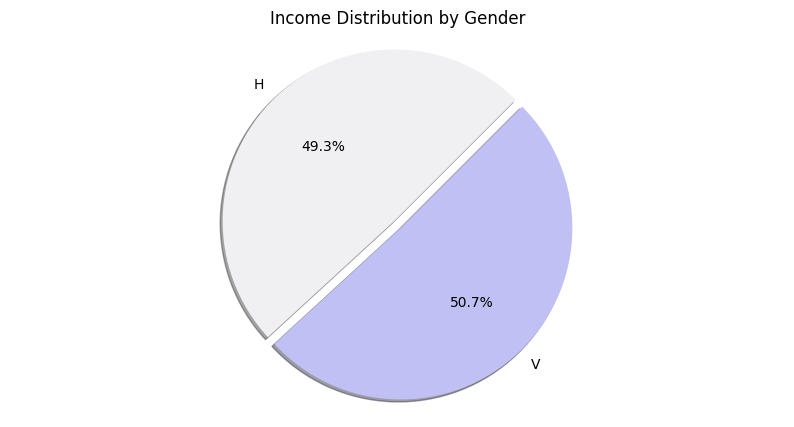 Income Distribution by Gender
H
49.3%
50.7%
V